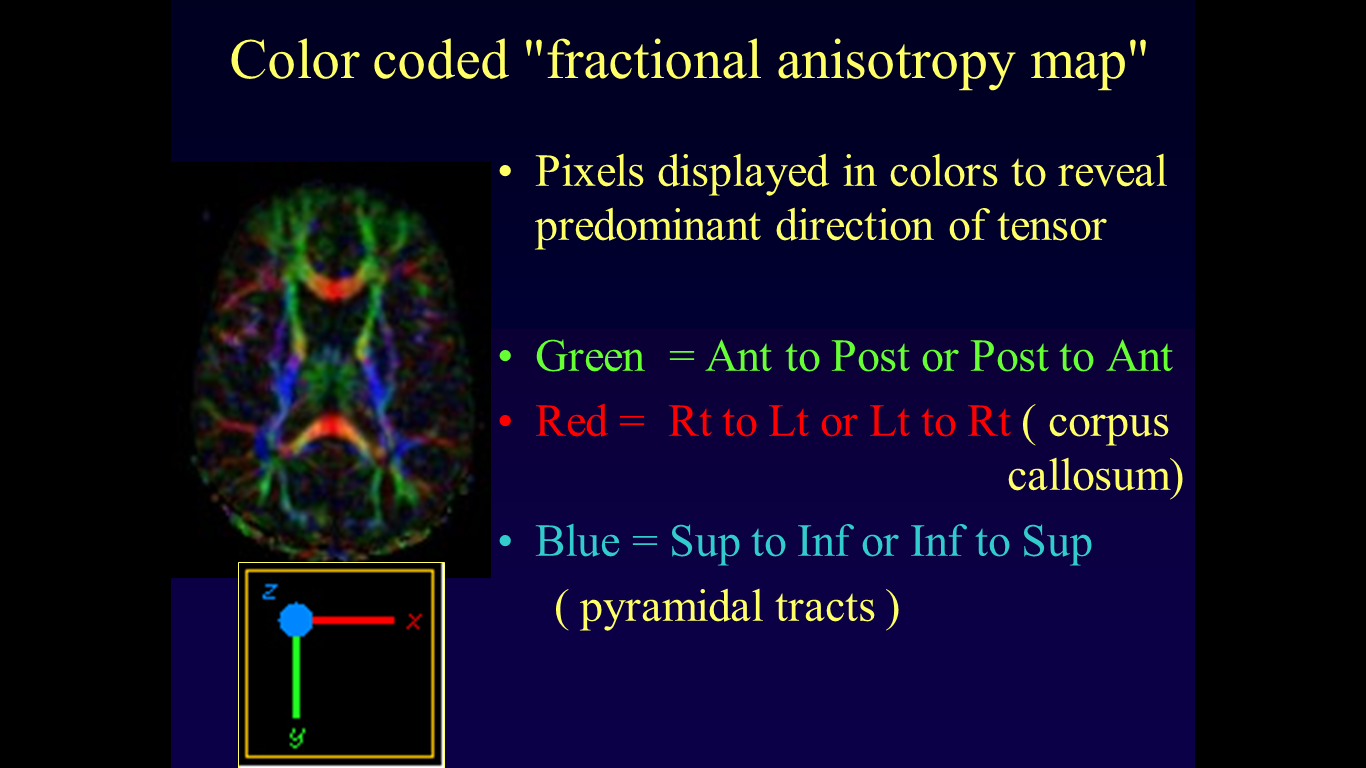 Color coded "fractional anisotropy map"
• Pixels displayed in colors to reveal
predominant direction of tensor
• Green = Ant to Post or Post to Ant
• Red = Rt to Lt or Lt to Rt ( corpus
callosum)
• Blue = Sup to Inf or Inf to Sup
( pyramidal tracts )
z
x
y